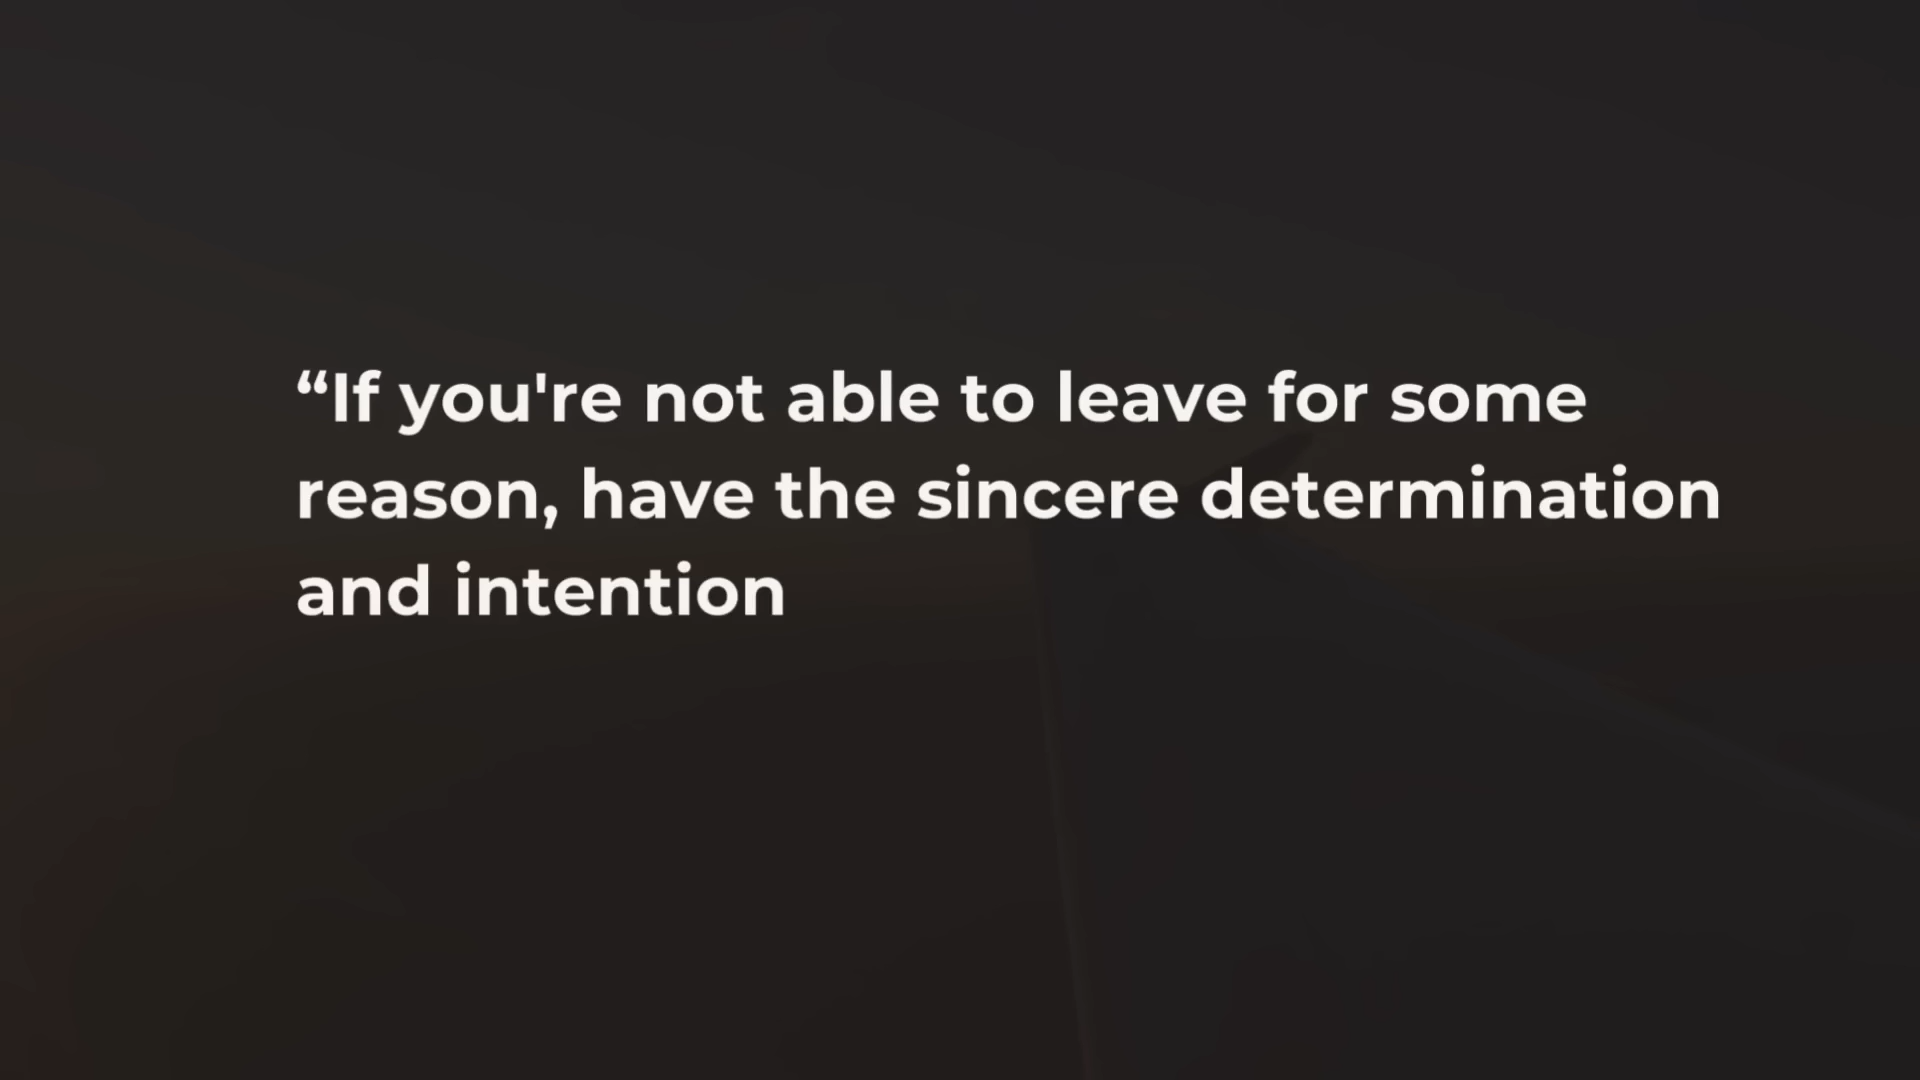 “If you're not able to leave for some
reason, have the sincere determination
and intention